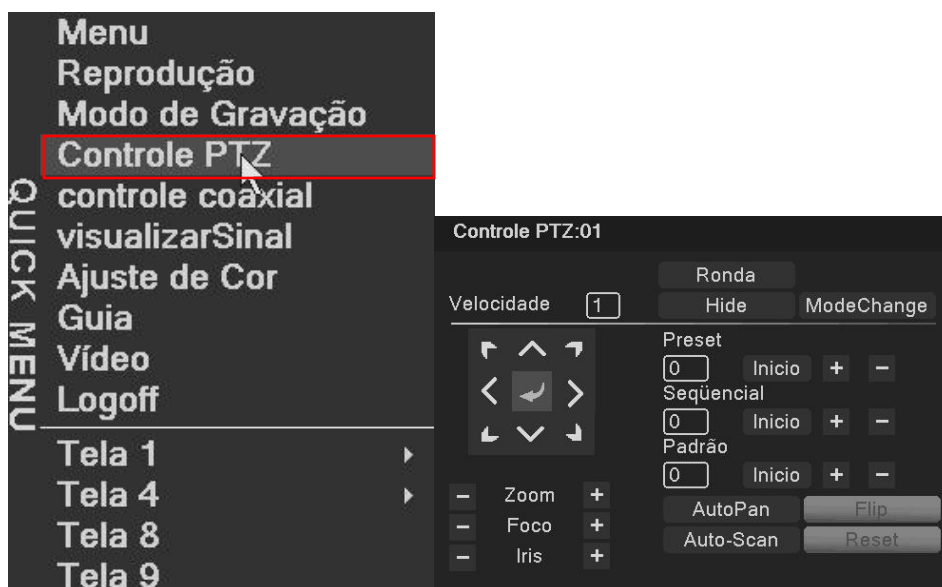 QUICK MENU
Menu
Reprodução
Modo de Gravação
Controle PTZ
controle coaxial
visualizarSinal
Ajuste de Cor
Guia
Vídeo
Logoff
Tela 1
Tela 4
Tela 8
Tela 9
Controle PTZ:01
Ronda
Velocidade 1 Hide ModeChange
Preset
0 Inicio + −
Seqüencial
0 Inicio + −
Padrão
0 Inicio + −
− Zoom +
− Foco +
− Iris +
AutoPan Flip
Auto-Scan Reset